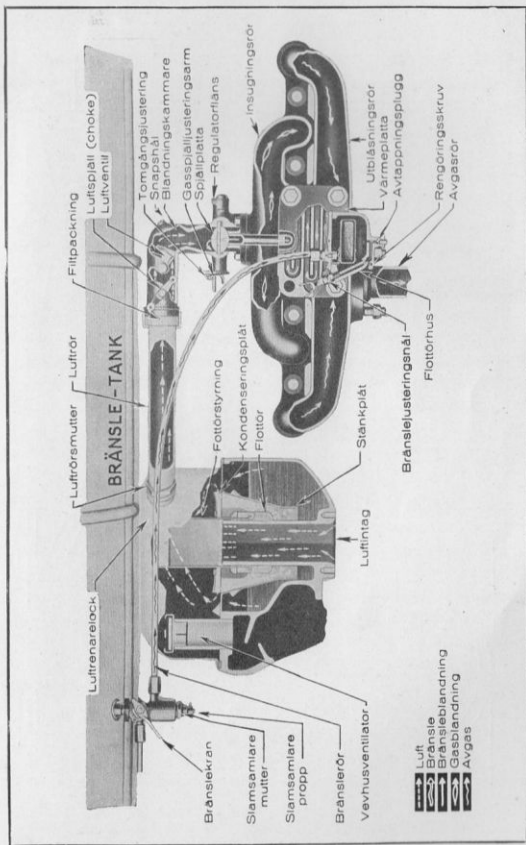 Luftrörsmutter
Luftrör
Filtpackning
Luftspjäll (choke)
Luftventil
Tomgångsjustering
Snapshål
Blandningskammare
Gasspjälljusteringsarm
Spjällplatta
Regulatorfläns
Insugningsrör
Luftrenarelock
BRÄNSLE-TANK
Fottörstyrning
Kondenseringsplåt
Flottör
Stänkplåt
Luftintag
Utblåsningsrör
Värmeplatta
Avtappningsplugg
Rengöringsskruv
Avgasrör
Bränslejusteringsnål
Flottörhus
Bränslekran
Slamsamlare
mutter
Slamsamlare
propp
Bränslerör
Vevhusventilator
Luft
Bränsle
Bränsleblandning
Gasblandning
Avgas